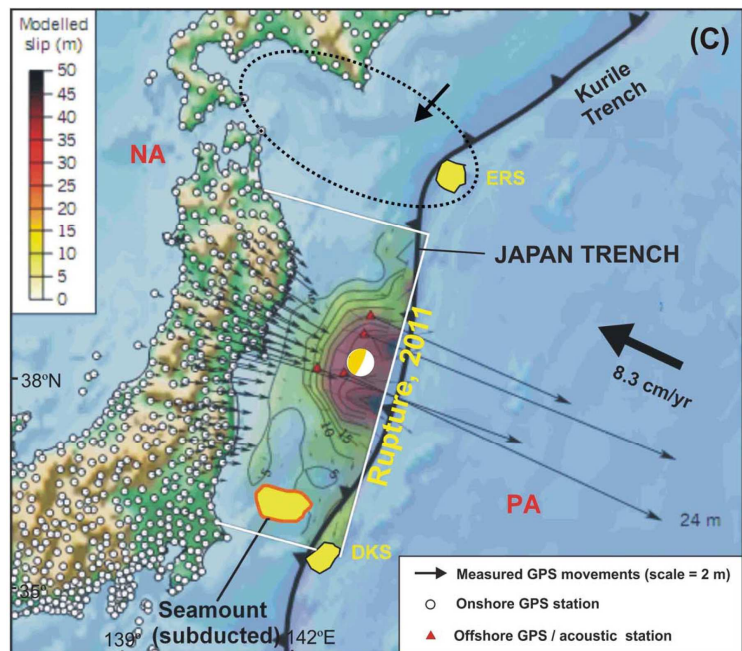 Modelled
slip (m)
50
45
40
35
30
25
20
15
10
5
0
(C)
Kurile
Trench
NA
ERS
JAPAN TRENCH
Rupture, 2011
8.3 cm/yr
38°N
10
15
5
5
PA
24 m
DKS
35°
Seamount
(subducted)
139°
142°E
Measured GPS movements (scale = 2 m)
Onshore GPS station
Offshore GPS / acoustic station